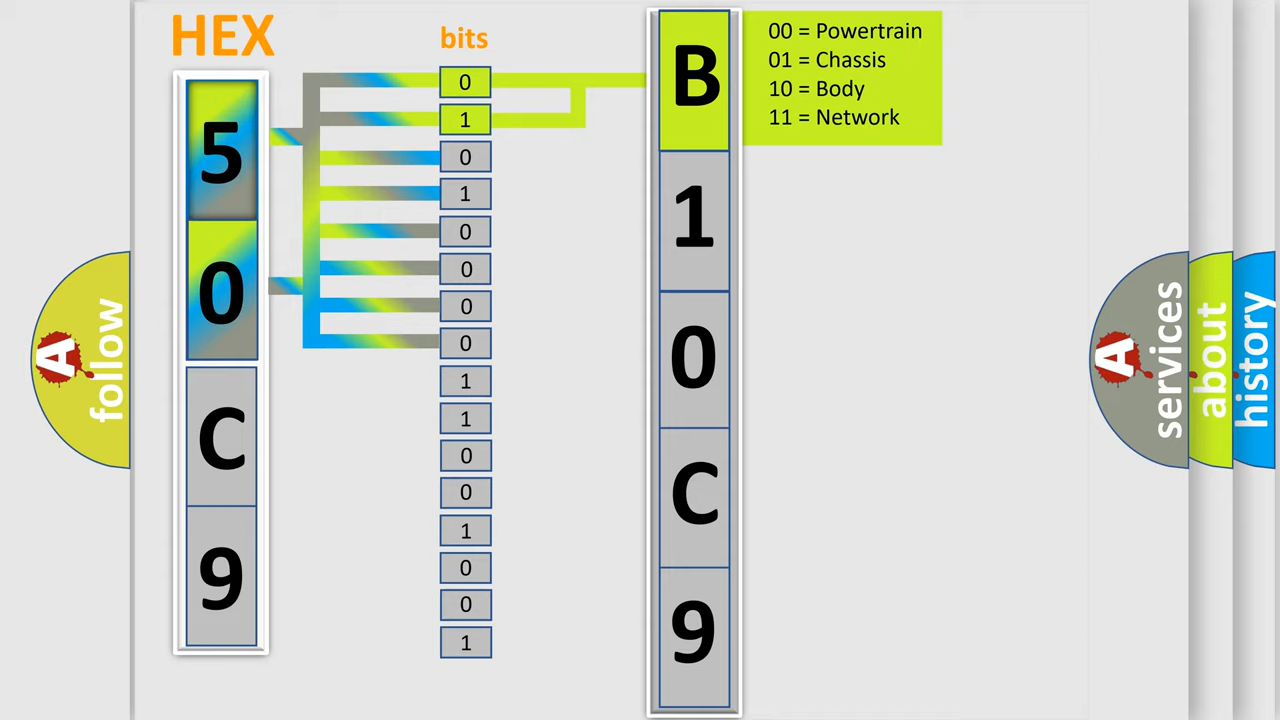 HEX
bits
5
0
C
9
0
1
0
1
0
0
0
0
1
1
0
0
1
0
0
1
B
1
0
C
9
00 = Powertrain
01 = Chassis
10 = Body
11 = Network
A
follow
A
services
about
history